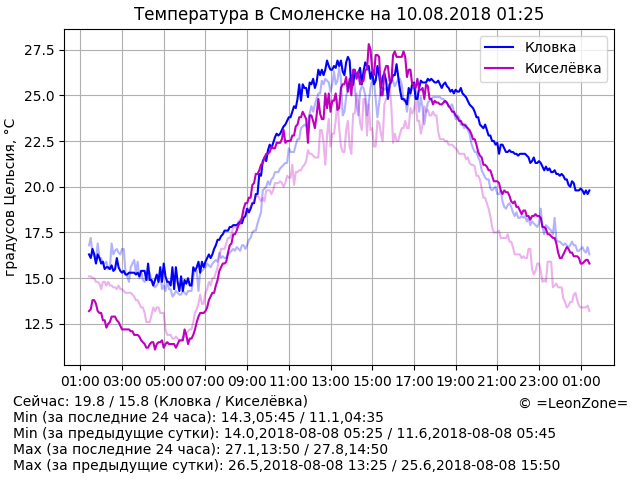 Температура в Смоленске на 10.08.2018 01:25
градусов Цельсия, °C
27.5
25.0
22.5
20.0
17.5
15.0
12.5
Кловка
Киселёвка
01:00 03:00 05:00 07:00 09:00 11:00 13:00 15:00 17:00 19:00 21:00 23:00 01:00
Сейчас: 19.8 / 15.8 (Кловка / Киселёвка)
© =LeonZone=
Min (за последние 24 часа): 14.3,05:45 / 11.1,04:35
Min (за предыдущие сутки): 14.0,2018-08-08 05:25 / 11.6,2018-08-08 05:45
Max (за последние 24 часа): 27.1,13:50 / 27.8,14:50
Max (за предыдущие сутки): 26.5,2018-08-08 13:25 / 25.6,2018-08-08 15:50